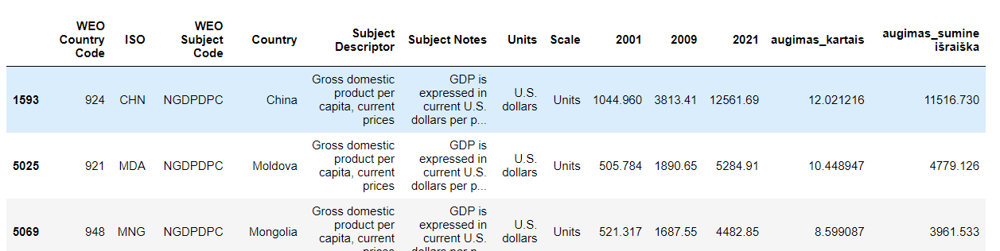 WEO Country Code ISO WEO Subject Code Country Subject Descriptor Subject Notes Units Scale 2001 2009 2021 augimas_kartais augimas_sumine išraiška
1593 924 CHN NGDPDPC China Gross domestic product per capita, current prices GDP is expressed in current U.S. dollars per p... U.S. dollars Units 1044.960 3813.41 12561.69 12.021216 11516.730
5025 921 MDA NGDPDPC Moldova Gross domestic product per capita, current prices GDP is expressed in current U.S. dollars per p... U.S. dollars Units 505.784 1890.65 5284.91 10.448947 4779.126
5069 948 MNG NGDPDPC Mongolia Gross domestic product per capita, current GDP is expressed in current U.S. U.S. dollars Units 521.317 1687.55 4482.85 8.599087 3961.533